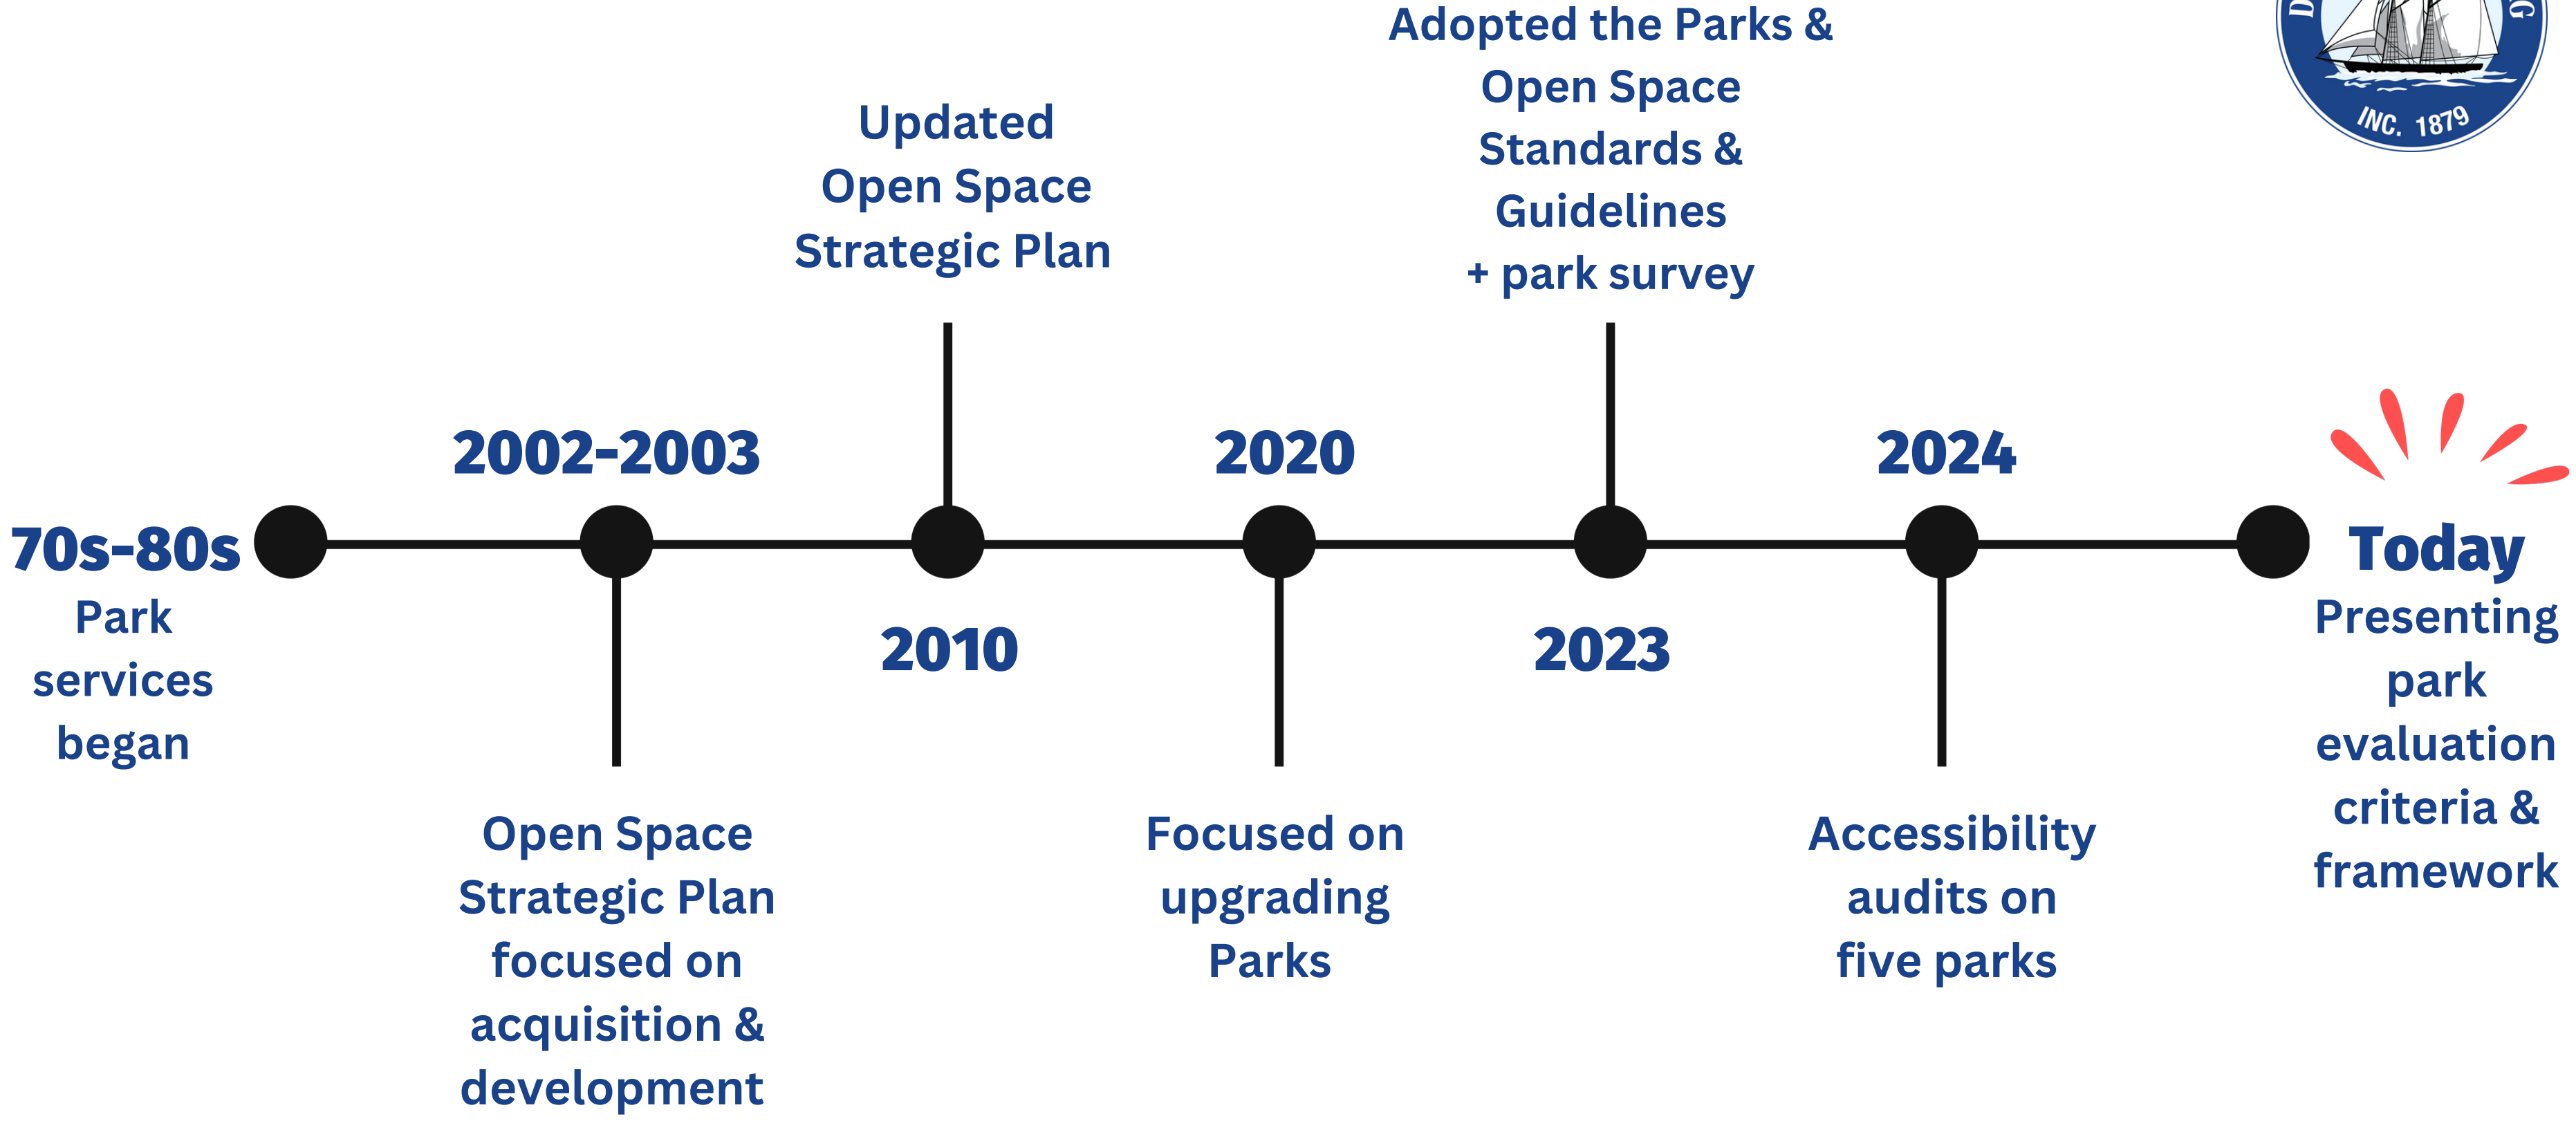 Adopted the Parks &
Open Space
Standards &
Guidelines
+ park survey
INC. 1879
Updated
Open Space
Strategic Plan
2002-2003
2020
2024
70s-80s
Park
services
began
2010
2023
Today
Presenting
park
evaluation
criteria &
framework
Open Space
Strategic Plan
focused on
acquisition &
development
Focused on
upgrading
Parks
Accessibility
audits on
five parks